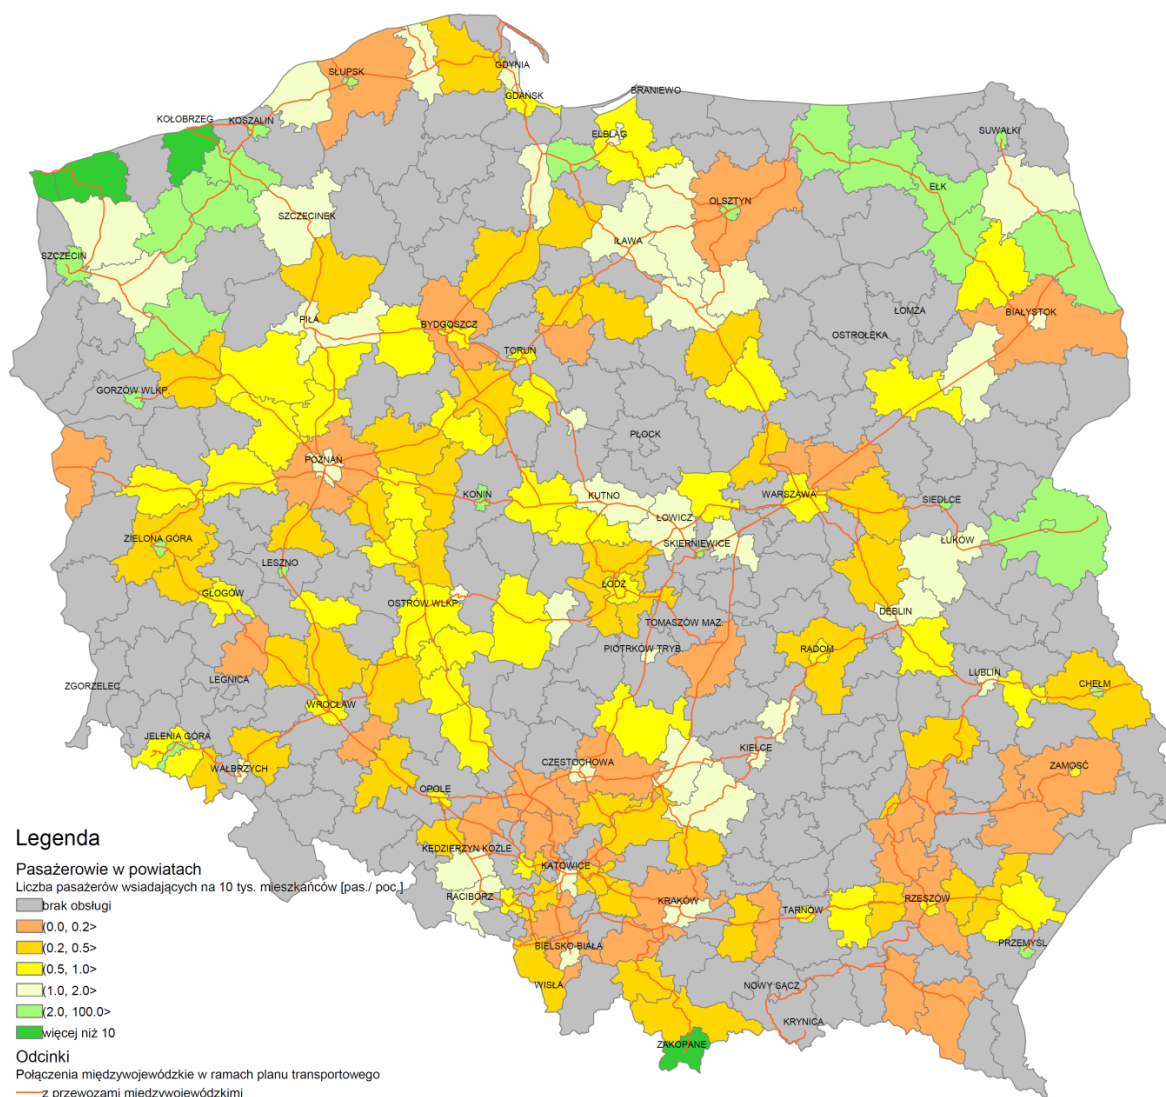 SŁUPSK
GDYNIA
GDAŃSK
BRANIEWO
KOŁOBRZEG
KOSZALIN
ELBLĄG
SUWAŁKI
EŁK
OLSZTYN
SZCZECINEK
IŁAWA
SZCZECIN
PIŁA
BYDGOSZCZ
TORUŃ
ŁOMŻA
OSTROŁĘKA
BIAŁYSTOK
GORZÓW WLKP.
PŁOCK
POZNAŃ
KONIN
KUTNO
WARSZAWA
SIEDLCE
ŁOWICZ
ZIELONA GÓRA
SKIERNIEWICE
ŁUKÓW
LESZNO
ŁÓDŹ
GŁOGÓW
OSTRÓW WLKP.
DĘBLIN
TOMASZÓW MAZ.
PIOTRKÓW TRYB.
RADOM
ZGORZELEC
LEGNICA
LUBLIN
CHEŁM
WROCŁAW
JELENIA GÓRA
KIELCE
WAŁBRZYCH
CZĘSTOCHOWA
ZAMOŚĆ
OPOLE
KĘDZIERZYN KOŹLE
KATOWICE
RACIBÓRZ
KRAKÓW
TARNÓW
RZESZÓW
BIELSKO-BIAŁA
PRZEMYŚL
WISŁA
NOWY SĄCZ
KRYNICA
ZAKOPANE
Legenda
Pasażerowie w powiatach
Liczba pasażerów wsiadających na 10 tys. mieszkańców [pas./ poc.]
brak obsługi
(0.0, 0.2>
(0.2, 0.5>
(0.5, 1.0>
(1.0, 2.0>
(2.0, 100.0>
więcej niż 10
Odcinki
Połączenia międzywojewódzkie w ramach planu transportowego
z przewozami międzywojewódzkimi